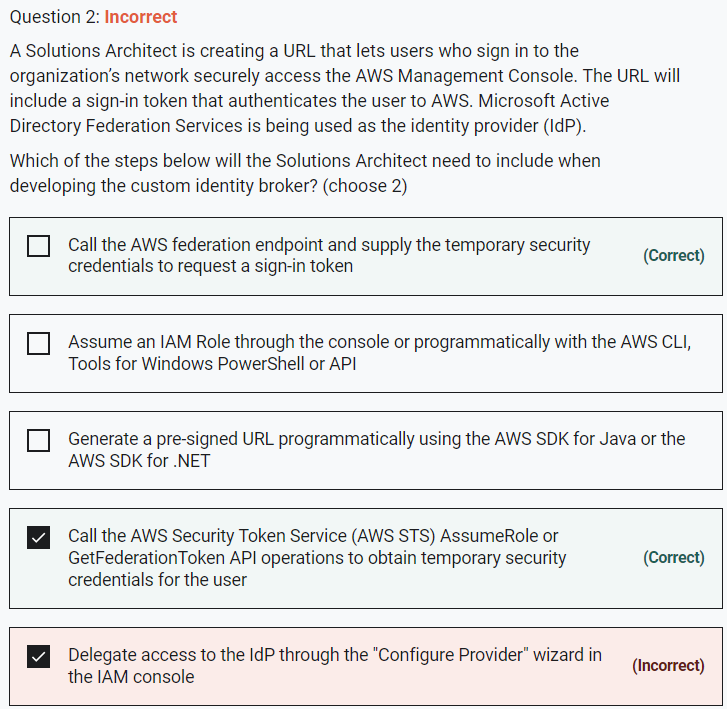 Question 2: Incorrect
A Solutions Architect is creating a URL that lets users who sign in to the
organization’s network securely access the AWS Management Console. The URL will
include a sign-in token that authenticates the user to AWS. Microsoft Active
Directory Federation Services is being used as the identity provider (IdP).
Which of the steps below will the Solutions Architect need to include when
developing the custom identity broker? (choose 2)
Call the AWS federation endpoint and supply the temporary security
credentials to request a sign-in token
(Correct)
Assume an IAM Role through the console or programmatically with the AWS CLI,
Tools for Windows PowerShell or API
Generate a pre-signed URL programmatically using the AWS SDK for Java or the
AWS SDK for .NET
Call the AWS Security Token Service (AWS STS) AssumeRole or
GetFederationToken API operations to obtain temporary security
credentials for the user
(Correct)
Delegate access to the IdP through the "Configure Provider" wizard in
the IAM console
(Incorrect)